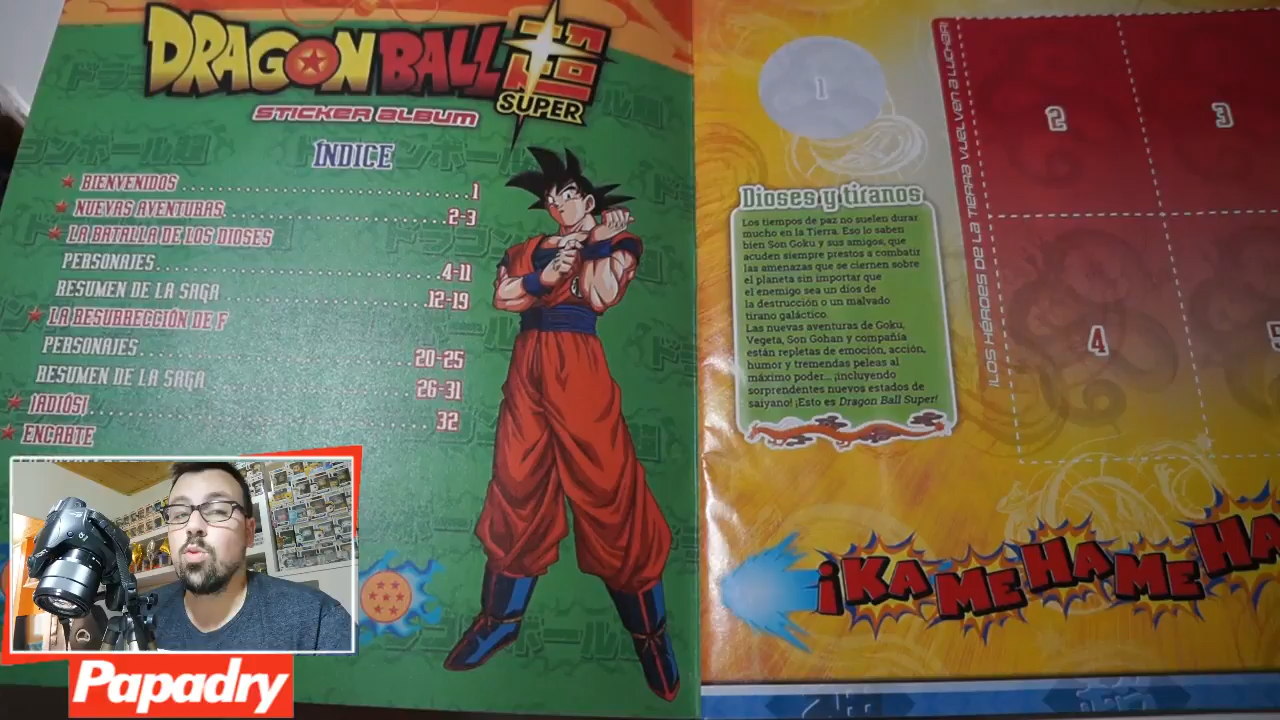 DRAGON BALL超
SUPER
STICKER ALBUM
ÍNDICE
BIENVENIDOS 1
NUEVAS AVENTURAS 2-3
LA BATALLA DE LOS DIOSES
PERSONAJES 4-11
RESUMEN DE LA SAGA 12-19
LA RESURRECCIÓN DE F
PERSONAJES 20-25
RESUMEN DE LA SAGA 26-31
¡ADIÓS! 32
ENCARTE
Papadry
1
Dioses y tiranos
Los tiempos de paz no suelen durar
mucho en la Tierra. Eso lo saben
bien Son Goku y sus amigos, que
acuden siempre prestos a combatir
las amenazas que se ciernen sobre
el planeta sin importar que
el enemigo sea un dios de
la destrucción o un malvado
tirano galáctico.
Las nuevas aventuras de Goku,
Vegeta, Son Gohan y compañía
están repletas de emoción, acción,
humor y tremendas peleas al
máximo poder... ¡incluyendo
sorprendentes nuevos estados de
saiyano! ¡Esto es Dragon Ball Super!
¡LOS HÉROES DE LA TIERRA VUELVEN A LUCHAR!
2
3
4
5
¡KA ME HA ME HA